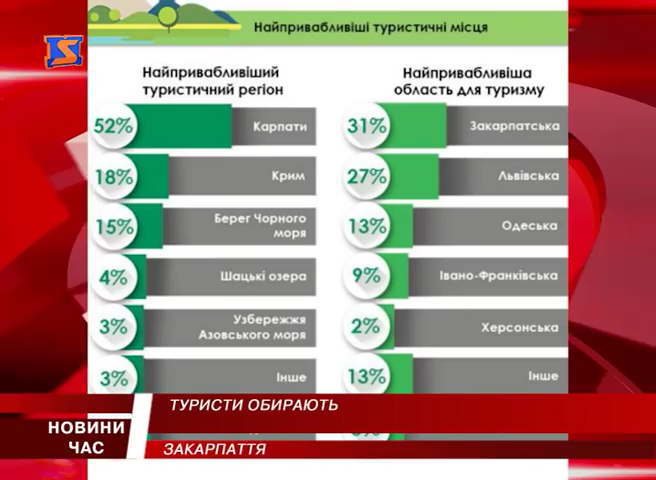 Найпривабливіші туристичні місця
Найпривабливіший
туристичний регіон
52% Карпати
18% Крим
15% Берег Чорного
моря
4% Шацькі озера
3% Узбережжя
Азовського моря
3% Інше
Найпривабливіша
область для туризму
31% Закарпатська
27% Львівська
13% Одеська
9% Івано-Франківська
2% Херсонська
13% Інше
ТУРИСТИ ОБИРАЮТЬ
НОВИНИ
ЧАС
ЗАКАРПАТТЯ